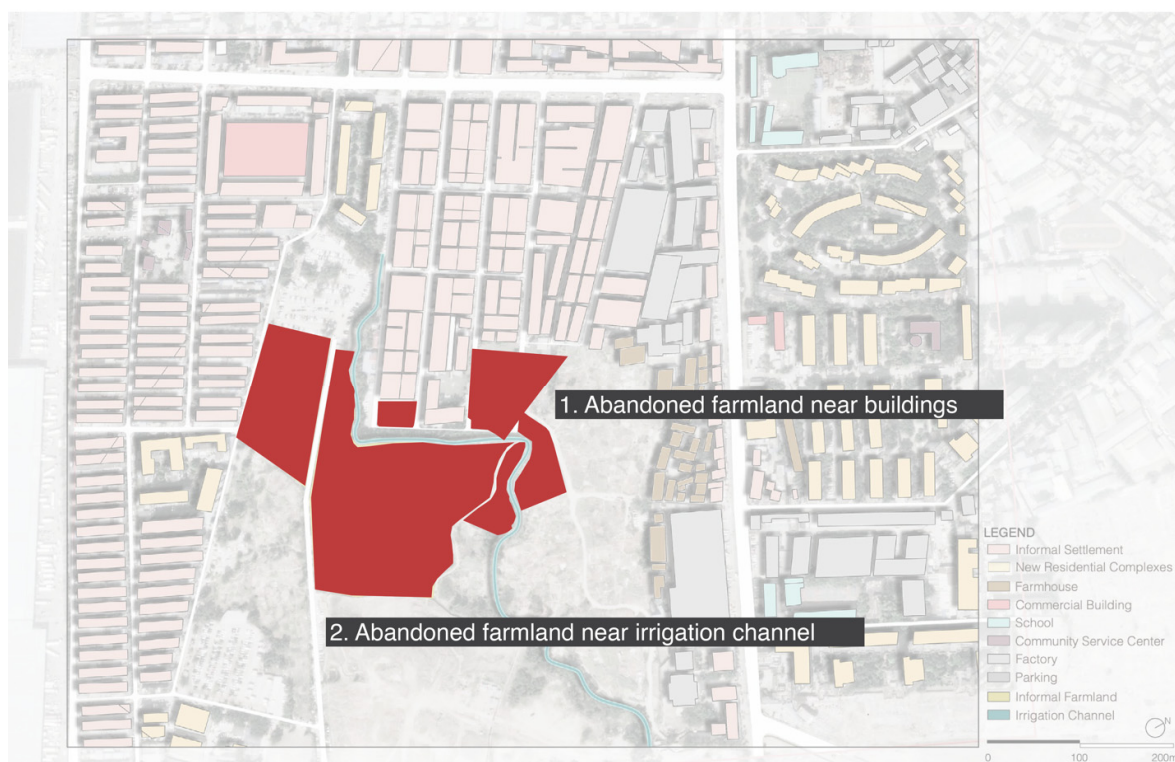 1. Abandoned farmland near buildings
2. Abandoned farmland near irrigation channel
LEGEND
Informal Settlement
New Residential Complexes
Farmhouse
Commercial Building
School
Community Service Center
Factory
Parking
Informal Farmland
Irrigation Channel
N
0 100 200m